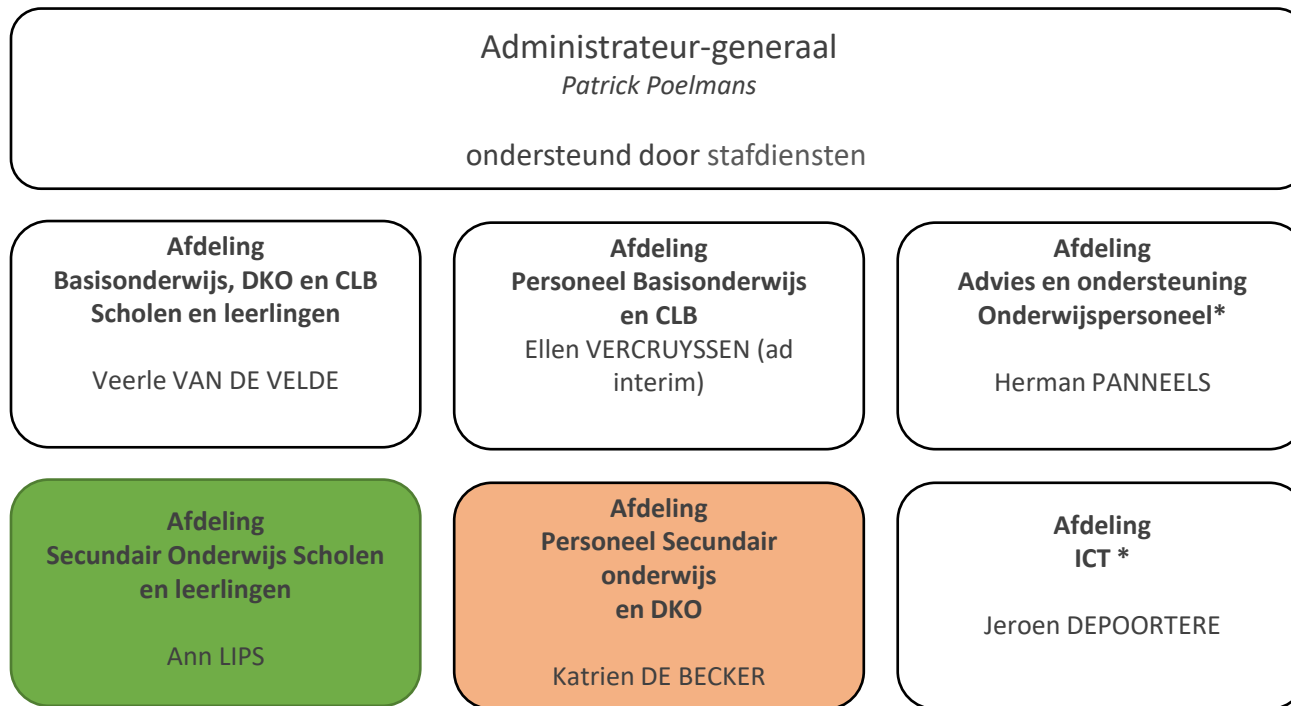 Administrateur-generaal
Patrick Poelmans
ondersteund door stafdiensten
Afdeling
Basisonderwijs, DKO en CLB
Scholen en leerlingen
Veerle VAN DE VELDE
Afdeling
Personeel Basisonderwijs
en CLB
Ellen VERCRUYSSEN (ad
interim)
Afdeling
Advies en ondersteuning
Onderwijspersoneel*
Herman PANNEELS
Afdeling
Secundair Onderwijs Scholen
en leerlingen
Ann LIPS
Afdeling
Personeel Secundair
onderwijs
en DKO
Katrien DE BECKER
Afdeling
ICT *
Jeroen DEPOORTERE